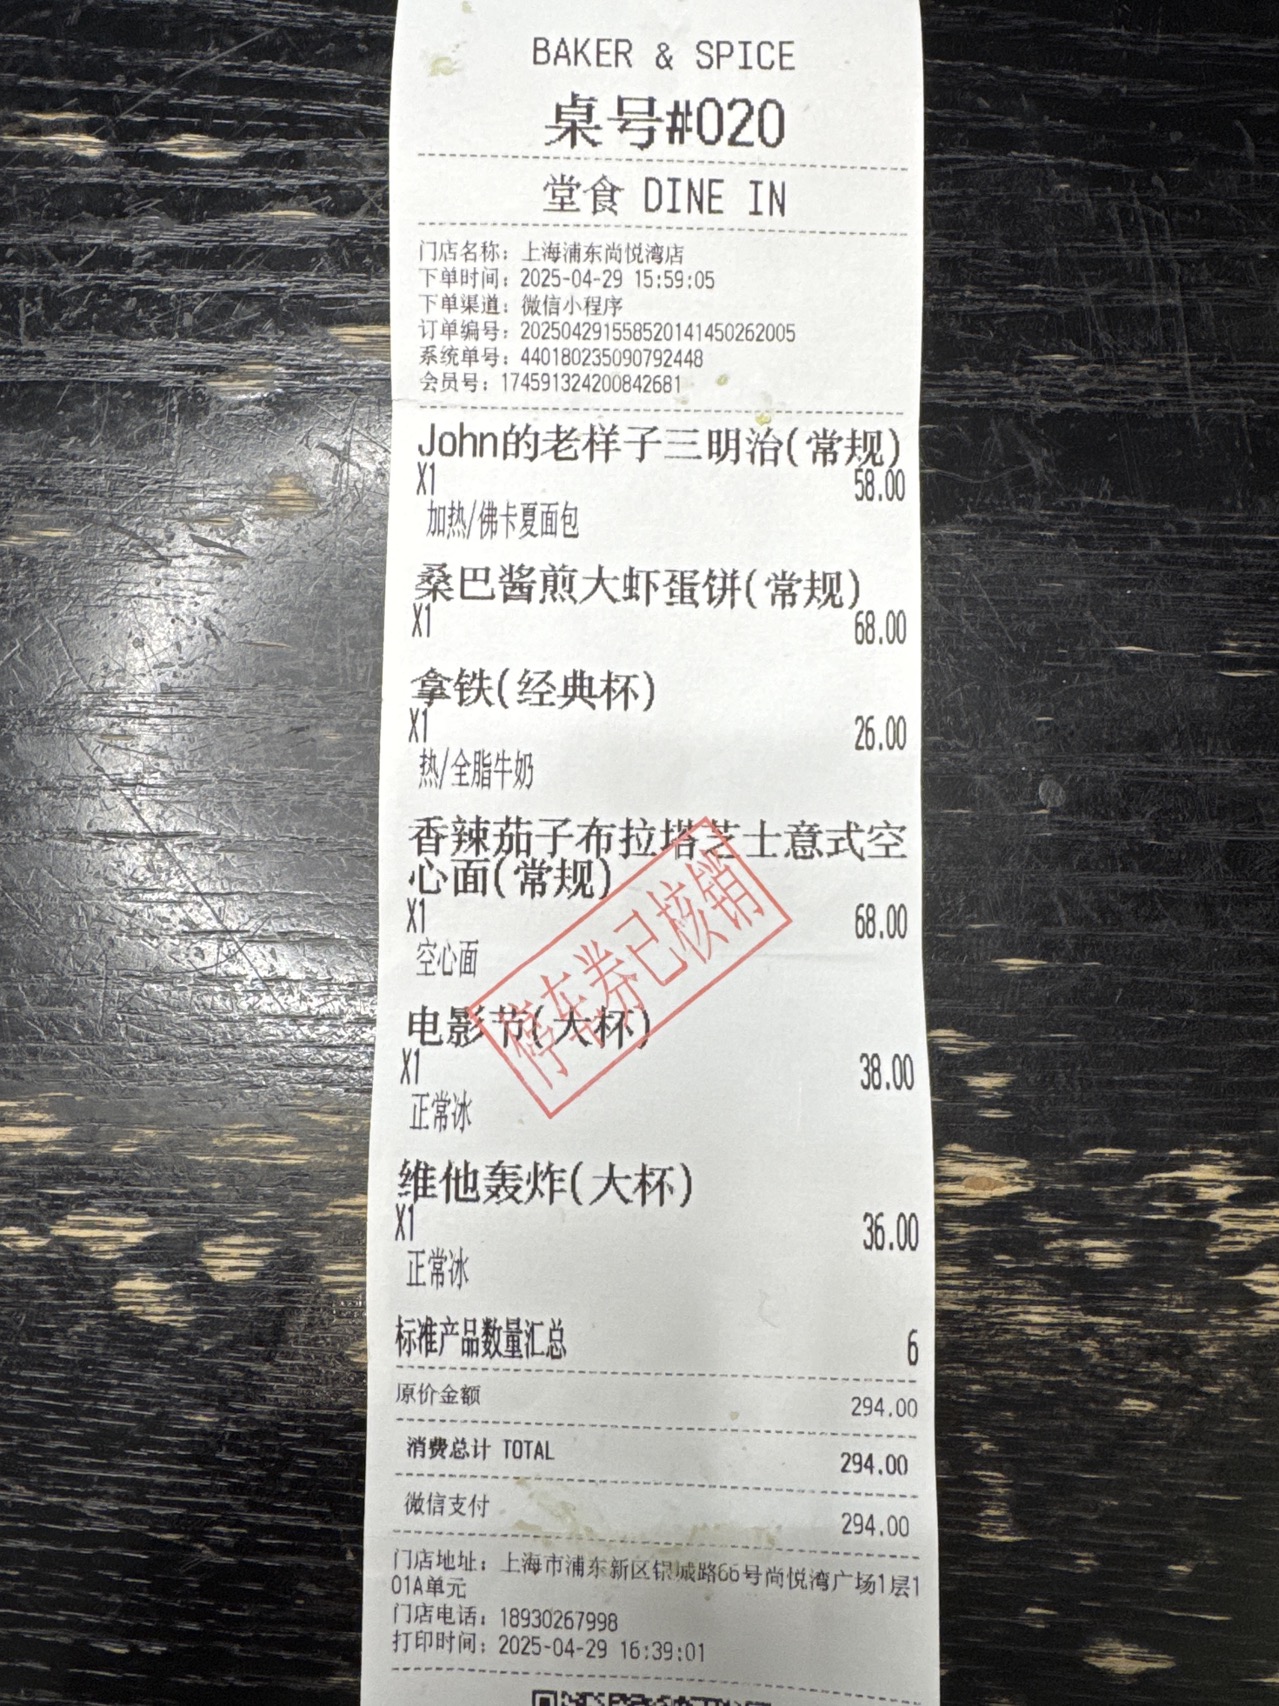 BAKER & SPICE
桌号#020
堂食 DINE IN
门店名称：上海浦东尚悦湾店
下单时间：2025-04-29 15:59:05
下单渠道：微信小程序
订单编号：20250429155852014145026​2005
系统单号：440180235090792448
会员号：174591324200842681
John的老样子三明治(常规)
X1 58.00
加热/佛卡夏面包
桑巴酱煎大虾蛋饼(常规)
X1 68.00
拿铁(经典杯)
X1 26.00
热/全脂牛奶
香辣茄子布拉塔芝士意式空
心面(常规)
X1 68.00
空心面
停车券已核销
电影节(大杯)
X1 38.00
正常冰
维他轰炸(大杯)
X1 36.00
正常冰
标准产品数量汇总 6
原价金额 294.00
消费总计 TOTAL 294.00
微信支付 294.00
门店地址：上海市浦东新区银城路66号尚悦湾广场1层1
01A单元
门店电话：18930267998
打印时间：2025-04-29 16:39:01